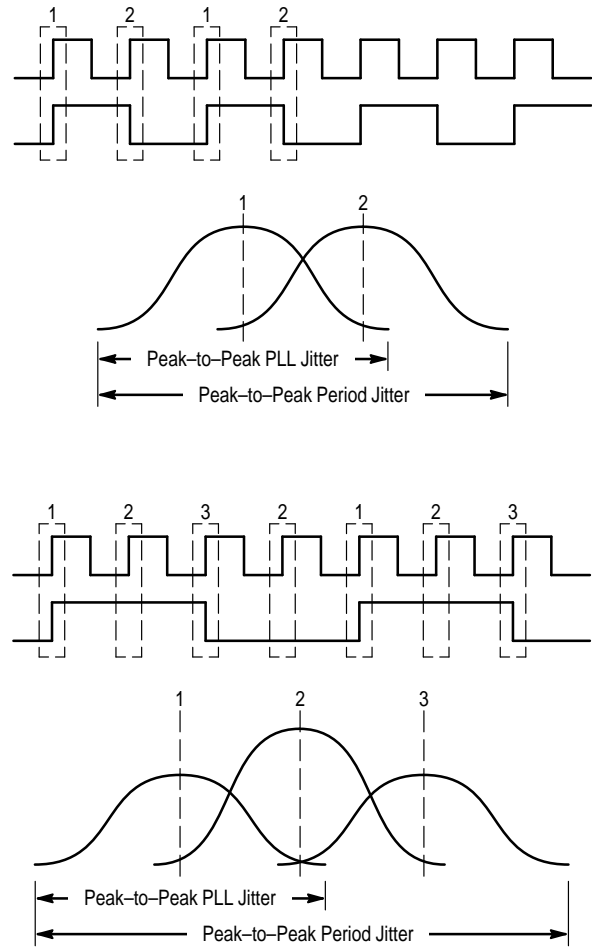 1 2 1 2
1 2
Peak–to–Peak PLL Jitter
Peak–to–Peak Period Jitter
1 2 3 2 1 2 3
1 2 3
Peak–to–Peak PLL Jitter
Peak–to–Peak Period Jitter